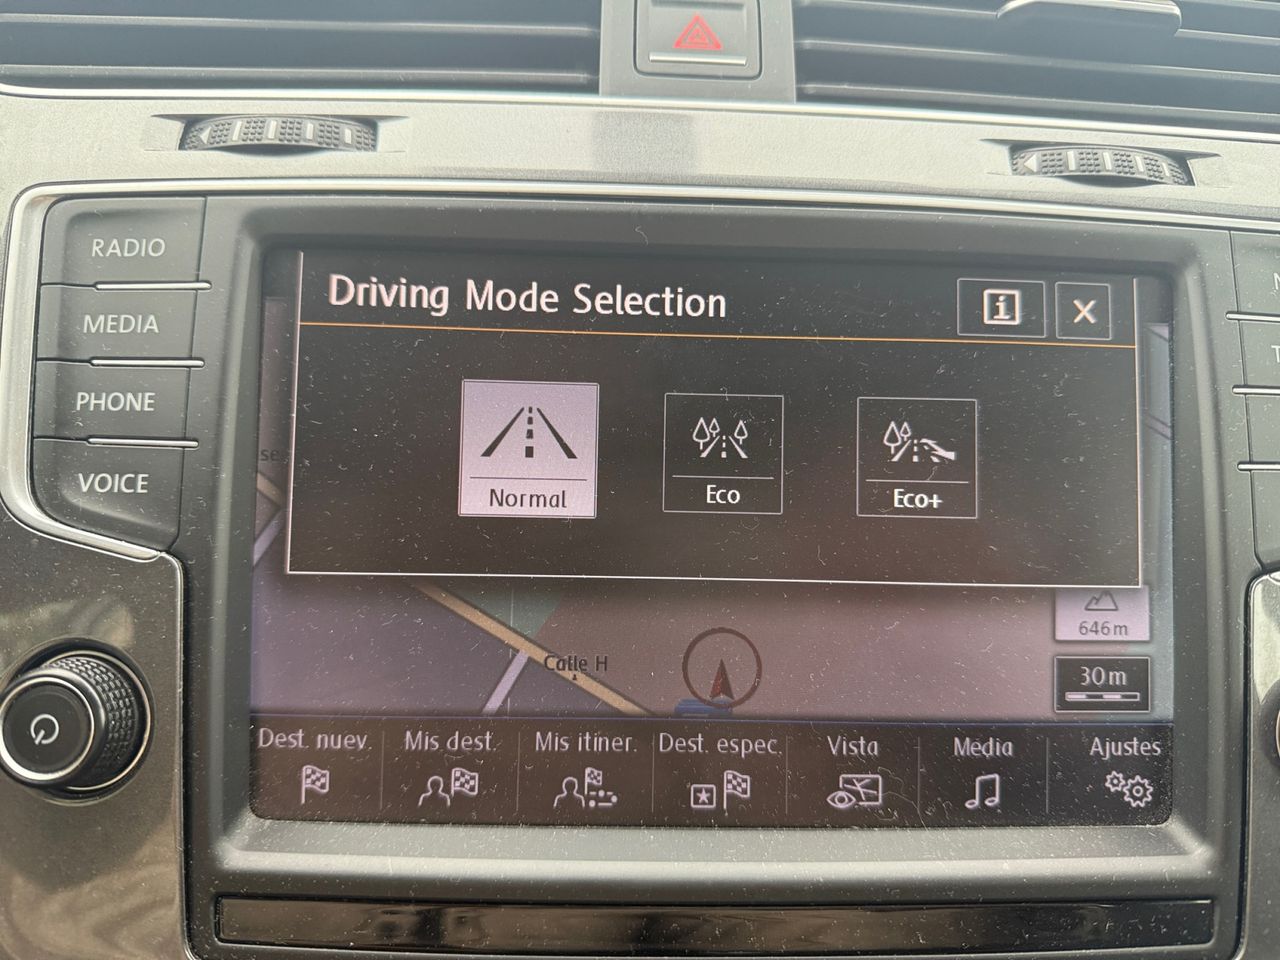 RADIO
MEDIA
PHONE
VOICE
Driving Mode Selection
i
X
Normal
Eco
Eco+
646m
Calle H
30m
Dest. nuev.
Mis dest.
Mis itiner.
Dest. espec.
Vista
Media
Ajustes